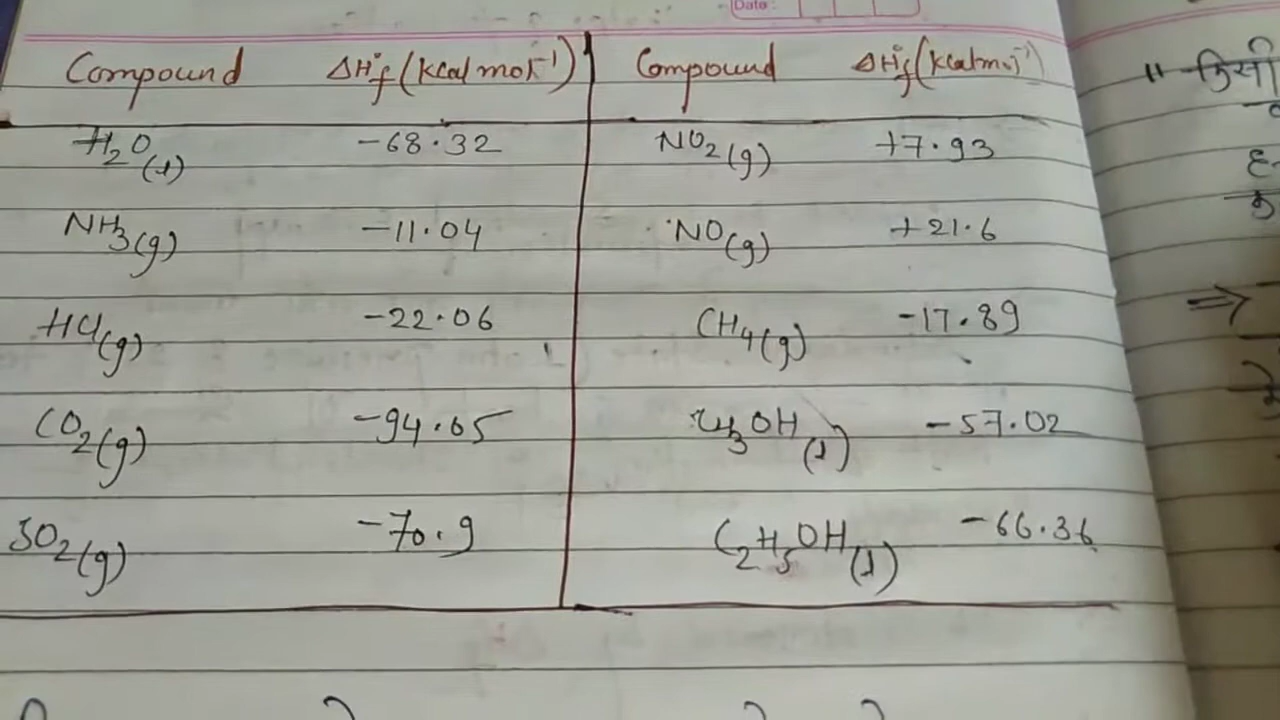 Date:
Compound ΔH°f (Kcal mol⁻¹) Compound ΔH°f (Kcal mol⁻¹)
H₂O(l) -68.32 NO₂(g) +7.93
NH₃(g) -11.04 NO(g) +21.6
HCl(g) -22.06 CH₄(g) -17.89
CO₂(g) -94.05 CH₃OH(l) -57.02
SO₂(g) -70.9 C₂H₅OH(l) -66.36
" किसी
⇒